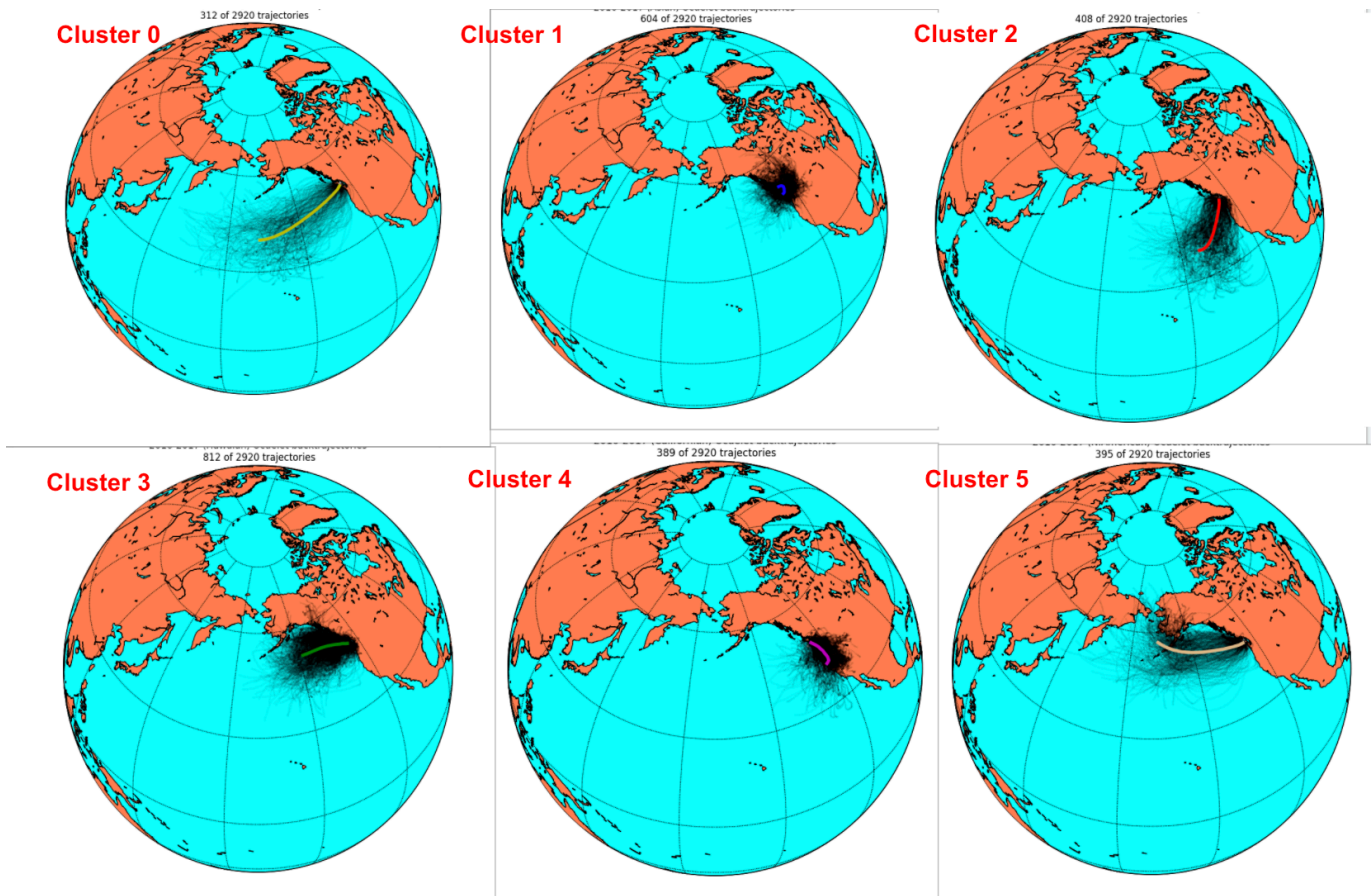 312 of 2920 trajectories
Cluster 0
604 of 2920 trajectories
Cluster 1
408 of 2920 trajectories
Cluster 2
812 of 2920 trajectories
Cluster 3
389 of 2920 trajectories
Cluster 4
395 of 2920 trajectories
Cluster 5